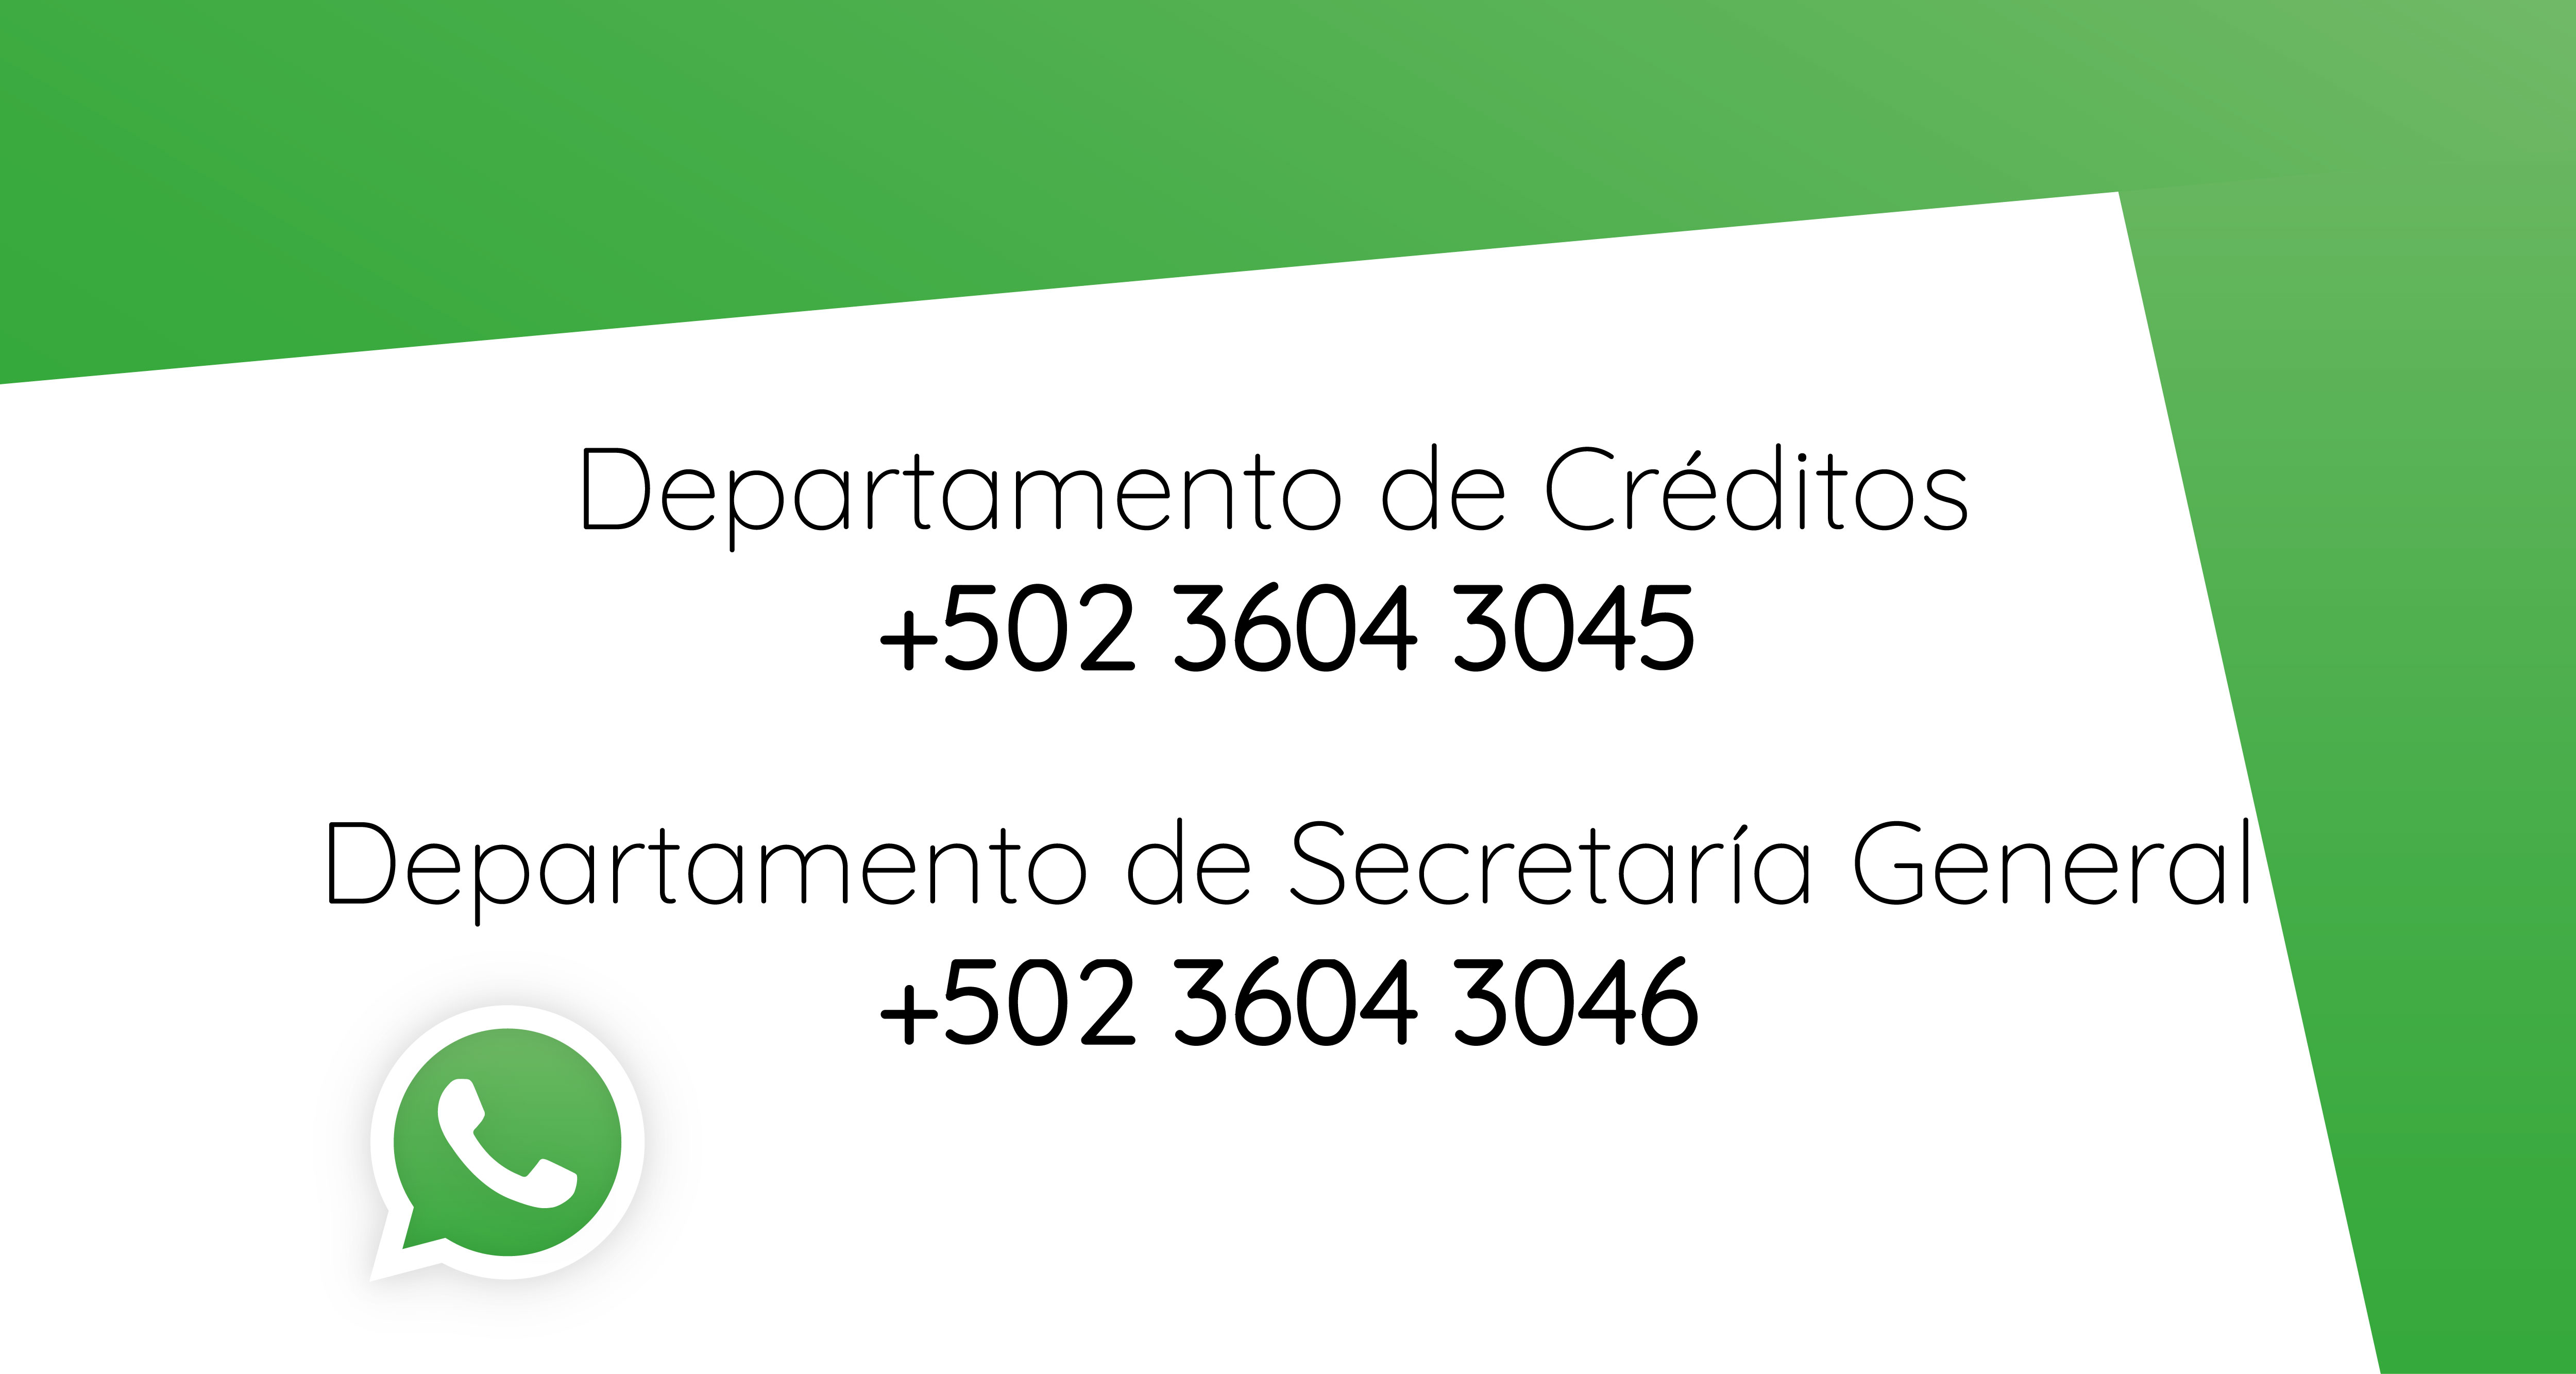 Departamento de Créditos
+502 3604 3045
Departamento de Secretaría General
+502 3604 3046